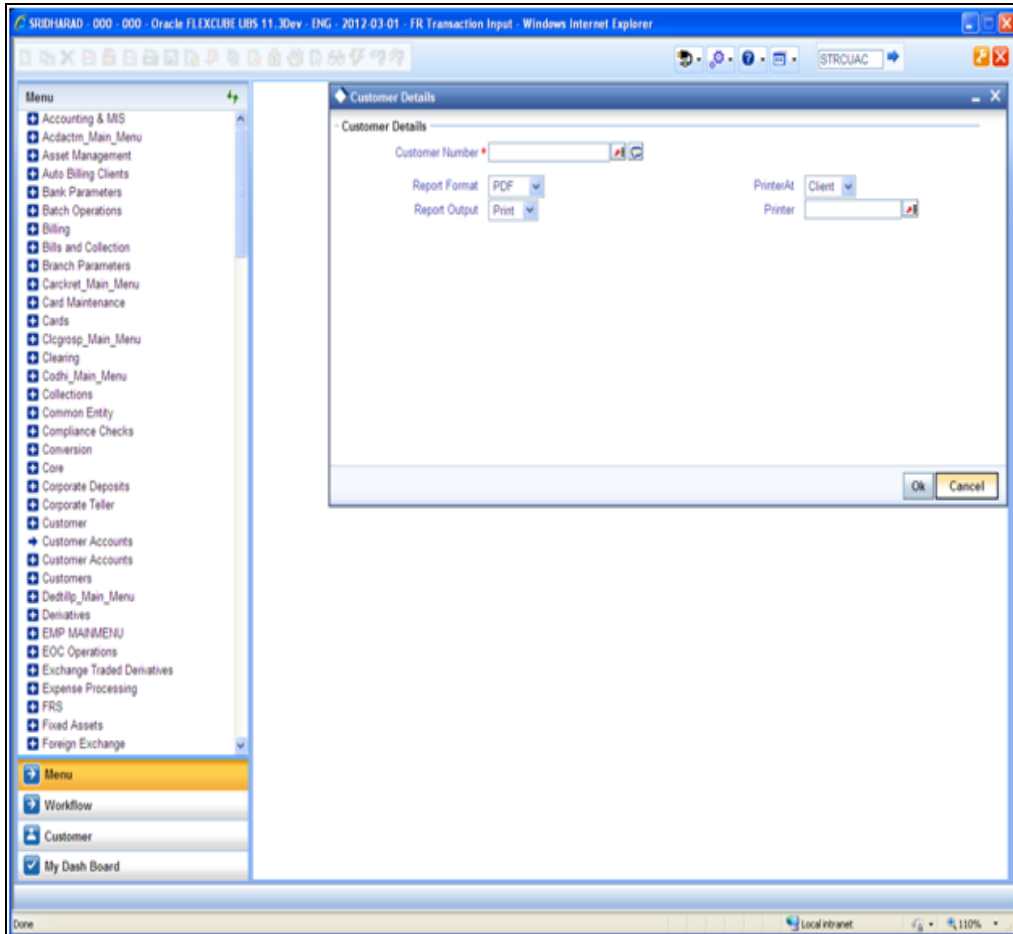 SRIDHARAD - 000 - 000 - Oracle FLEXCUBE UBS 11.3Dev - ENG - 2012-03-01 - FR Transaction Input - Windows Internet Explorer
STRCUAC
Menu
Accounting & MIS
Acdactrn_Main_Menu
Asset Management
Auto Billing Clients
Bank Parameters
Batch Operations
Billing
Bills and Collection
Branch Parameters
Carckret_Main_Menu
Card Maintenance
Cards
Clcgrosp_Main_Menu
Clearing
Codhi_Main_Menu
Collections
Common Entity
Compliance Checks
Conversion
Core
Corporate Deposits
Corporate Teller
Customer
Customer Accounts
Customer Accounts
Customers
Dedtillp_Main_Menu
Derivatives
EMP MAINMENU
EOC Operations
Exchange Traded Derivatives
Expense Processing
FRS
Fixed Assets
Foreign Exchange
Menu
Workflow
Customer
My Dash Board
Customer Details
Customer Details
Customer Number *
Report Format PDF
PrinterAt Client
Report Output Print
Printer
Ok Cancel
Done
Local intranet
110%